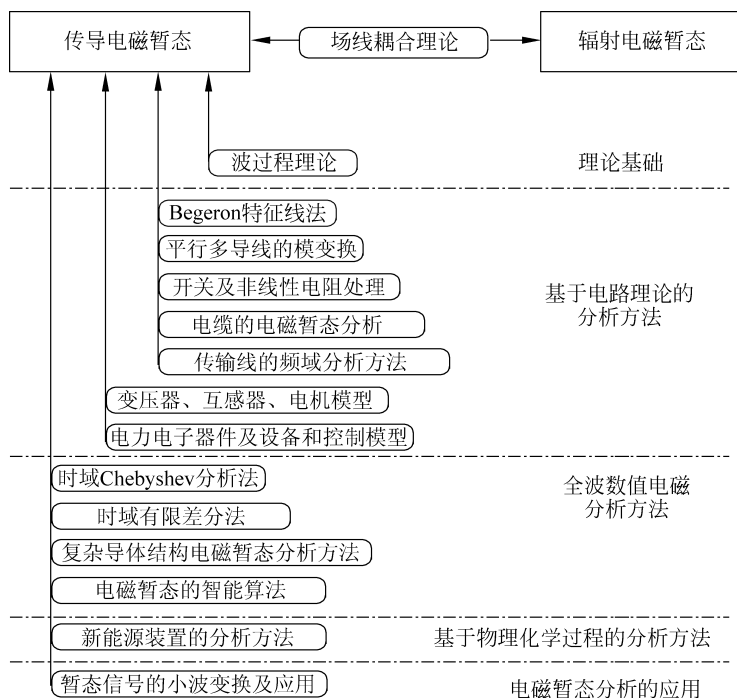 传导电磁暂态
场线耦合理论
辐射电磁暂态
波过程理论
理论基础
Begeron特征线法
平行多导线的模变换
开关及非线性电阻处理
电缆的电磁暂态分析
传输线的频域分析方法
变压器、互感器、电机模型
电力电子器件及设备和控制模型
基于电路理论的
分析方法
时域Chebyshev分析法
时域有限差分法
复杂导体结构电磁暂态分析方法
电磁暂态的智能算法
全波数值电磁
分析方法
新能源装置的分析方法
基于物理化学过程的分析方法
暂态信号的小波变换及应用
电磁暂态分析的应用